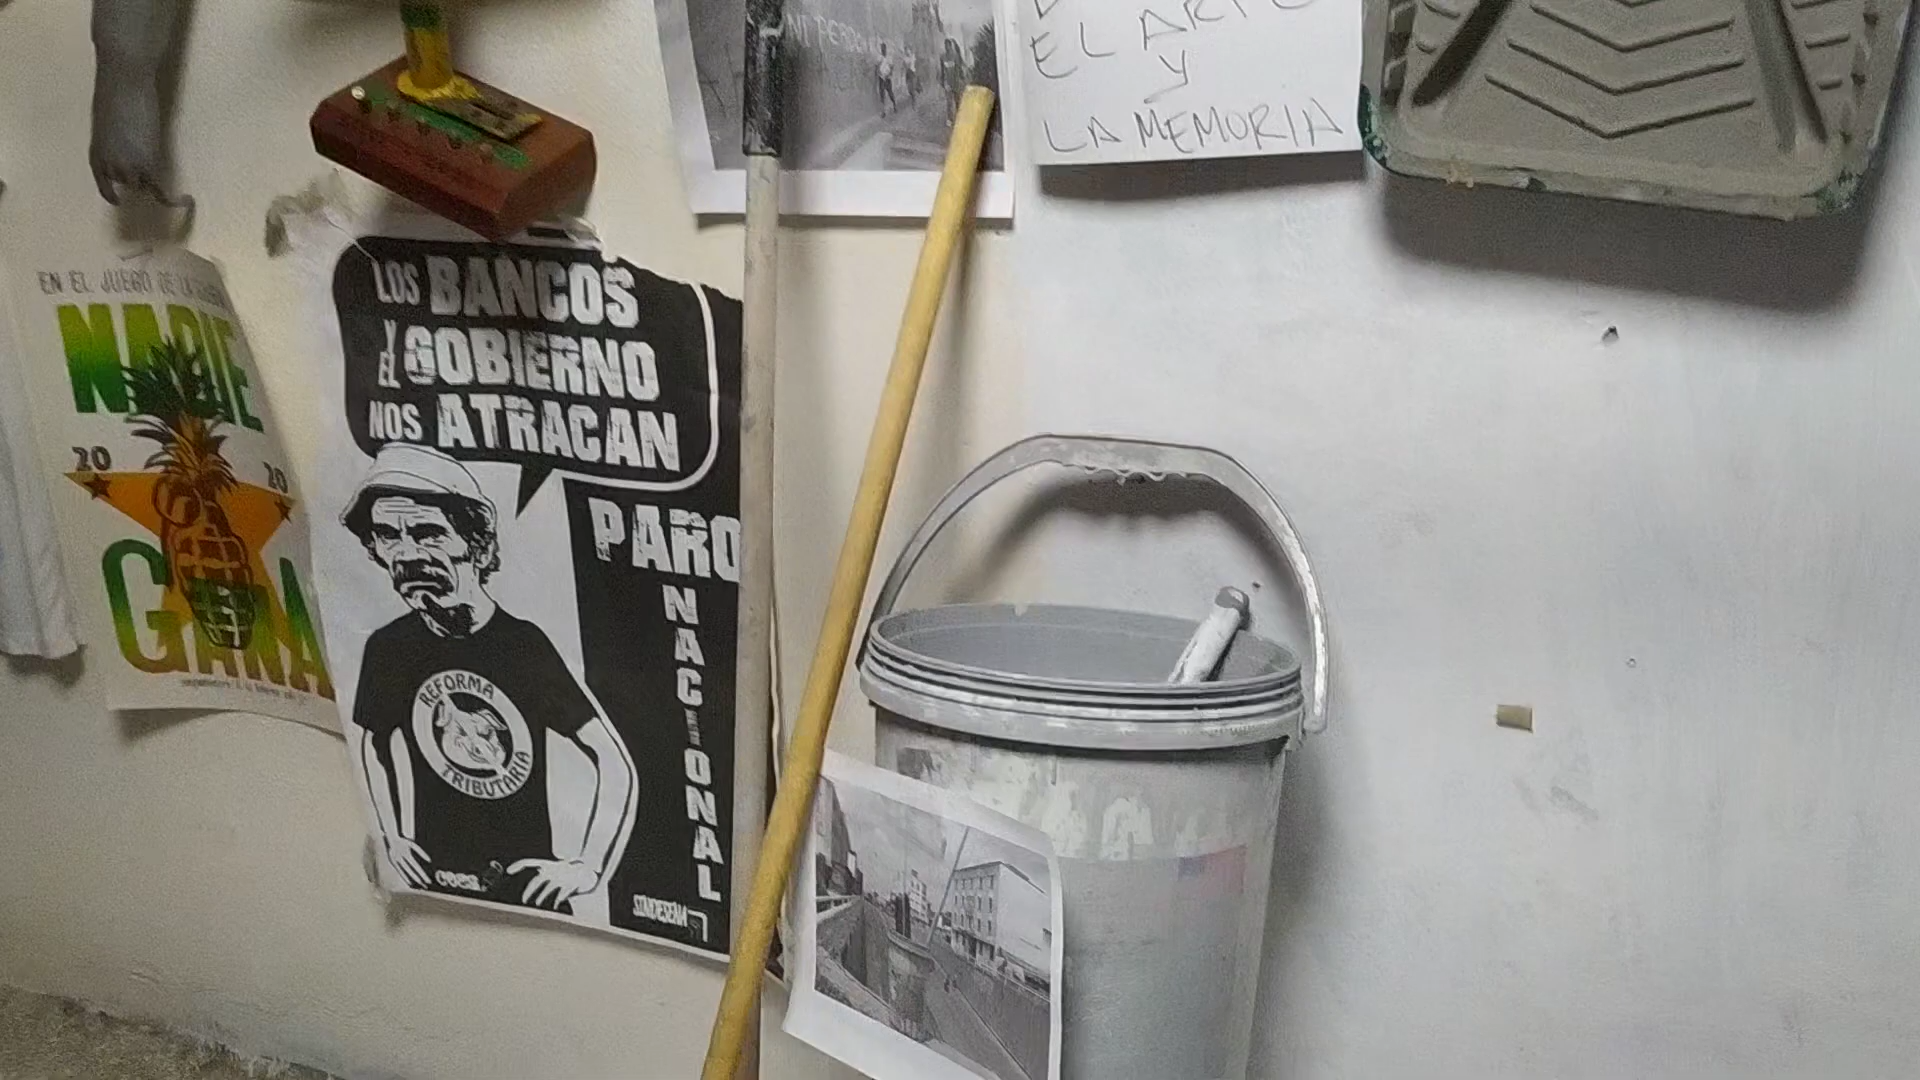 EL ARTE
Y
LA MEMORIA
EN EL JUEGO DE LA
NADIE
20 20
GANA
LOS BANCOS
Y EL GOBIERNO
NOS ATRACAN
PARO
NACIONAL
REFORMA
TRIBUTARIA